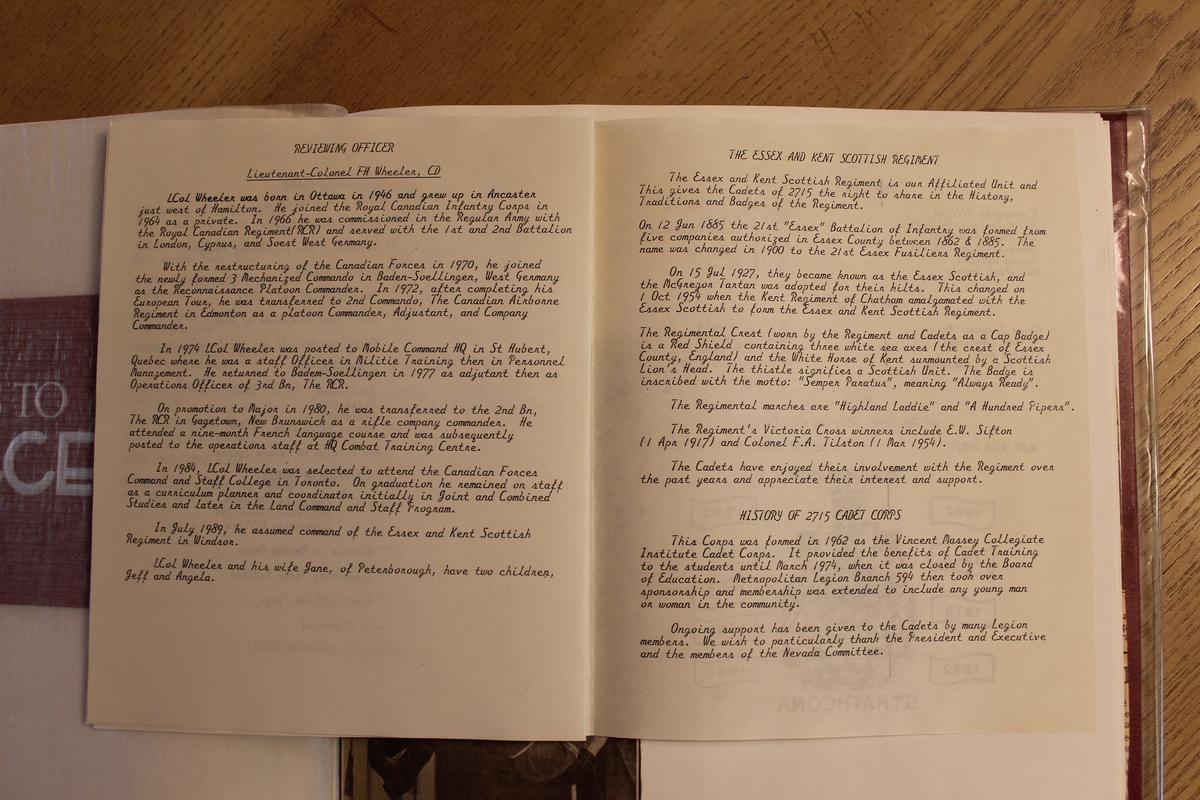 REVIEWING OFFICER
Lieutenant-Colonel FH Wheeler, CD
LCol Wheeler was born in Ottawa in 1946 and grew up in Ancaster
just west of Hamilton. He joined the Royal Canadian Infantry Corps in
1964 as a private. In 1966 he was commissioned in the Regular Army with
the Royal Canadian Regiment(RCR) and served with the 1st and 2nd Battalion
in London, Cyprus, and Soest West Germany.
With the restructuring of the Canadian Forces in 1970, he joined
the newly formed 3 Mechanized Commando in Baden-Soellingen, West Germany
as the Reconnaissance Platoon Commander. In 1972, after completing his
European Tour, he was transferred to 2nd Commando, The Canadian Airborne
Regiment in Edmonton as a platoon Commander, Adjustant, and Company
Commander.
In 1974 LCol Wheeler was posted to Mobile Command HQ in St Hubert,
Quebec where he was a staff Officer in Militie Training then in Personnel
Management. He returned to Badem-Soellingen in 1977 as adjutant then as
Operations Officer of 3rd Bn, The RCR.
On promotion to Major in 1980, he was transferred to the 2nd Bn,
The RCR in Gagetown, New Brunswick as a rifle company commander. He
attended a nine-month French language course and was subsequently
posted to the operations staff at HQ Combat Training Centre.
In 1984, LCol Wheeler was selected to attend the Canadian Forces
Command and Staff College in Toronto. On graduation he remained on staff
as a curriculum planner and coordinator initially in Joint and Combined
Studies and later in the Land Command and Staff Program.
In July 1989, he assumed command of the Essex and Kent Scottish
Regiment in Windsor.
LCol Wheeler and his wife Jane, of Peterborough, have two children,
Jeff and Angela.
THE ESSEX AND KENT SCOTTISH REGIMENT
The Essex and Kent Scottish Regiment is our Affiliated Unit and
This gives the Cadets of 2715 the right to share in the History,
Traditions and Badges of the Regiment.
On 12 Jun 1885 the 21st "Essex" Battalion of Infantry was formed from
five companies authorized in Essex County between 1862 & 1885. The
name was changed in 1900 to the 21st Essex Fusiliers Regiment.
On 15 Jul 1927, they became known as the Essex Scottish, and
the McGregor Tartan was adopted for their kilts. This changed on
1 Oct 1954 when the Kent Regiment of Chatham amalgamated with the
Essex Scottish to form the Essex and Kent Scottish Regiment.
The Regimental Crest (worn by the Regiment and Cadets as a Cap Badge)
is a Red Shield containing three white sea axes (the crest of Essex
County, England) and the White Horse of Kent surmounted by a Scottish
Lion's Head. The thistle signifies a Scottish Unit. The Badge is
inscribed with the motto: "Semper Paratus", meaning "Always Ready".
The Regimental marches are "Highland Laddie" and "A Hundred Pipers".
The Regiment's Victoria Cross winners include E.W. Sifton
(1 Apr 1917) and Colonel F.A. Tilston (1 Mar 1954).
The Cadets have enjoyed their involvement with the Regiment over
the past years and appreciate their interest and support.
HISTORY OF 2715 CADET CORPS
This Corps was formed in 1962 as the Vincent Massey Collegiate
Institute Cadet Corps. It provided the benefits of Cadet Training
to the students until March 1974, when it was closed by the Board
of Education. Metropolitan Legion Branch 594 then took over
sponsorship and membership was extended to include any young man
or woman in the community.
Ongoing support has been given to the Cadets by many Legion
members. We wish to particularly thank the President and Executive
and the members of the Nevada Committee.
TO
CE
STRATHCONA